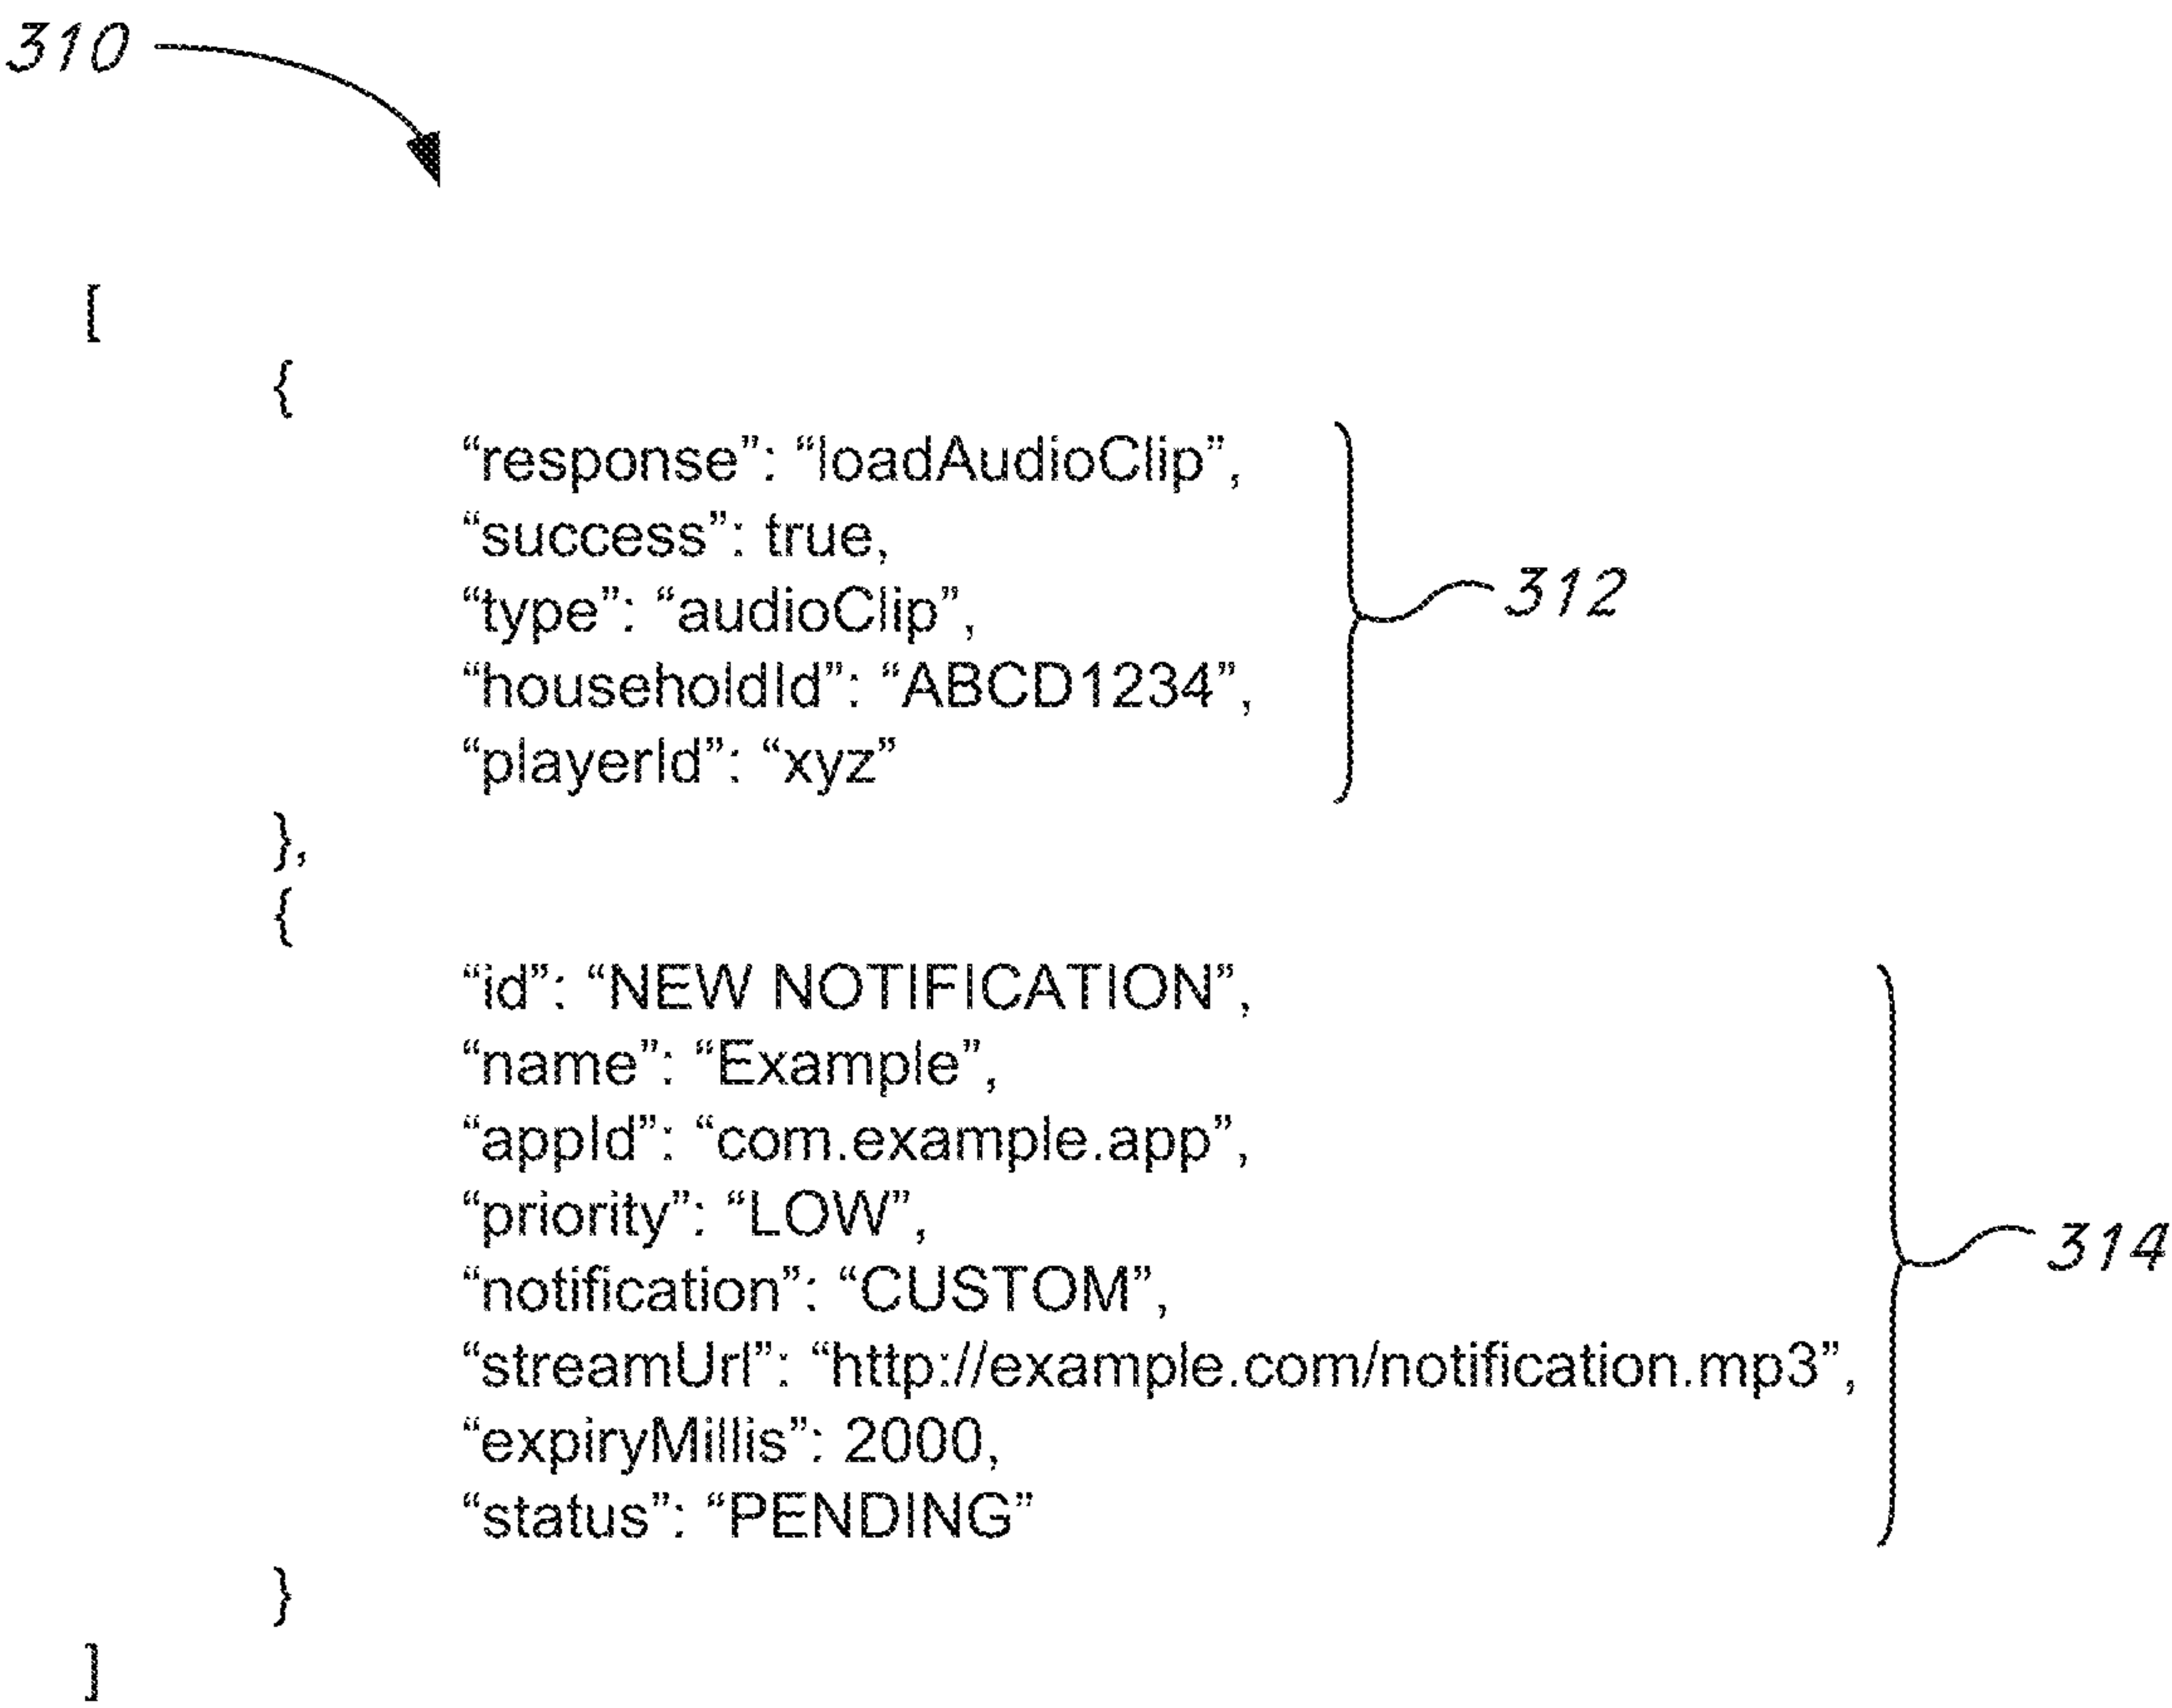 310
[
{
“response”: “loadAudioClip”,
“success”: true,
“type”: “audioClip”,
“householdId”: “ABCD1234”,
312
“playerId”: “xyz”
},
{
“id”: “NEW NOTIFICATION”,
“name”: “Example”,
“appId”: “com.example.app”,
“priority”: “LOW”,
314
“notification”: “CUSTOM”,
“streamUrl”: “http://example.com/notification.mp3”,
“expiryMillis”: 2000,
“status”: “PENDING”
}
]